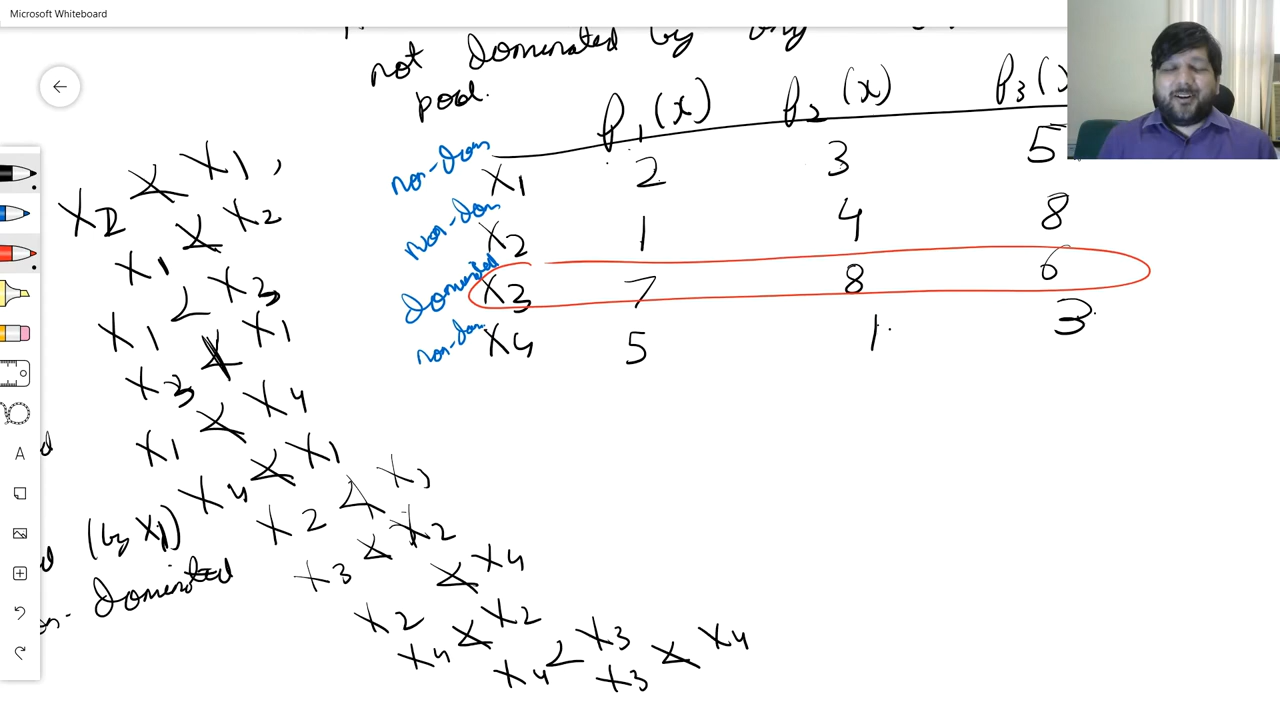 Microsoft Whiteboard
not dominated by any
pool.
f1(x) f2(x) f3(x
non-dom X1 2 3 5
non-dom X2 1 4 8
dominated X3 7 8 6
non-dom X4 5 1 3
X1,
X2 ≮ X2
X1 ≮ X3
X1 < X1
X3 ≮ X4
X1 ≮ X1
X4 ≮ X3
X2 ≮ X2
X3 ≮ X4
X2 ≮ X2
X4 < X3 ≮ X4
X4 X3
(by X1)
dominated
A